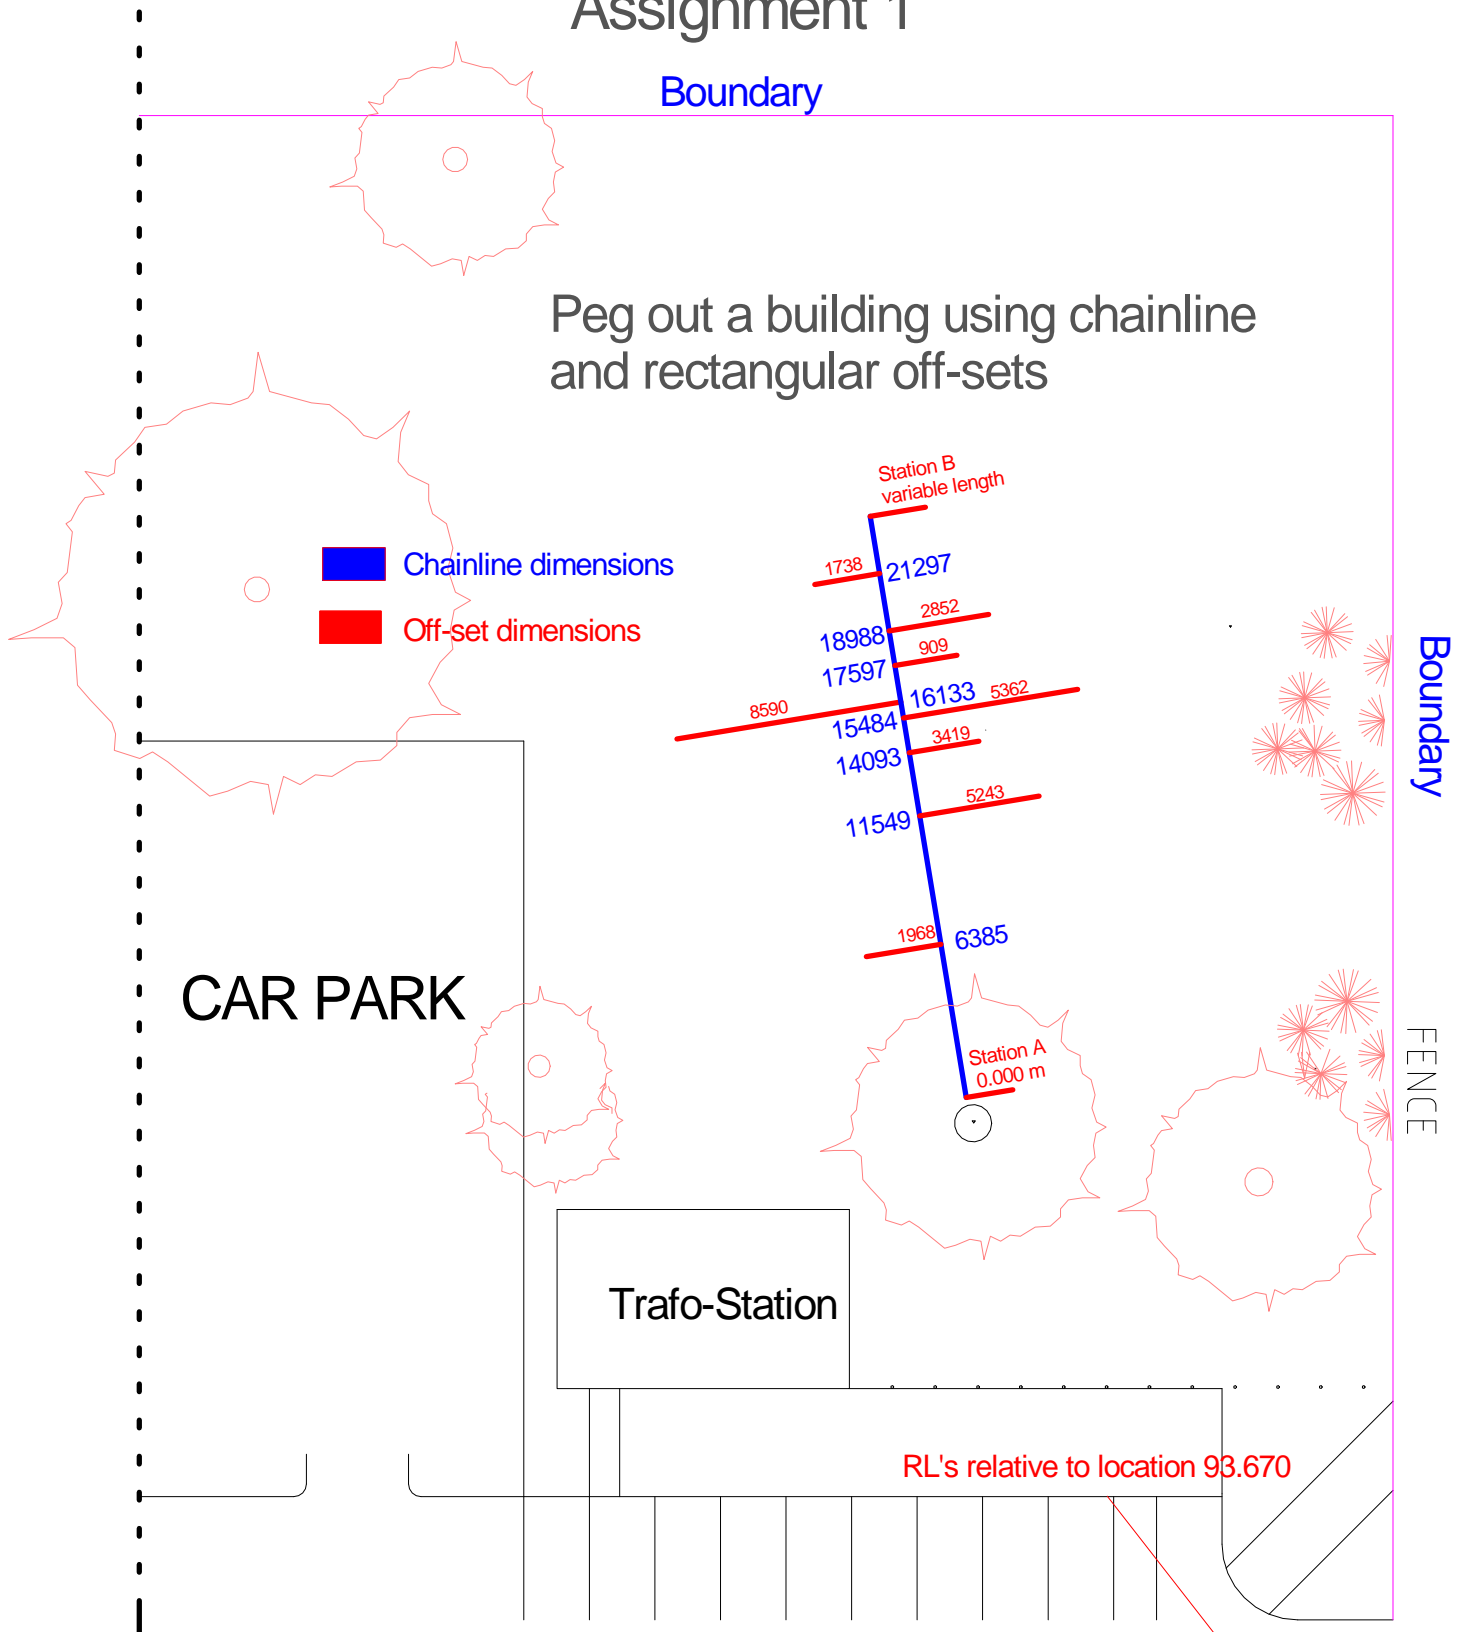 Assignment 1
Boundary
Peg out a building using chainline
and rectangular off-sets
Station B
variable length
1738
21297
Chainline dimensions
Off-set dimensions
2852
18988
909
17597
16133
5362
8590
15484
3419
14093
5243
11549
Boundary
1968
6385
CAR PARK
Station A
0.000 m
FENCE
Trafo-Station
RL's relative to location 93.670